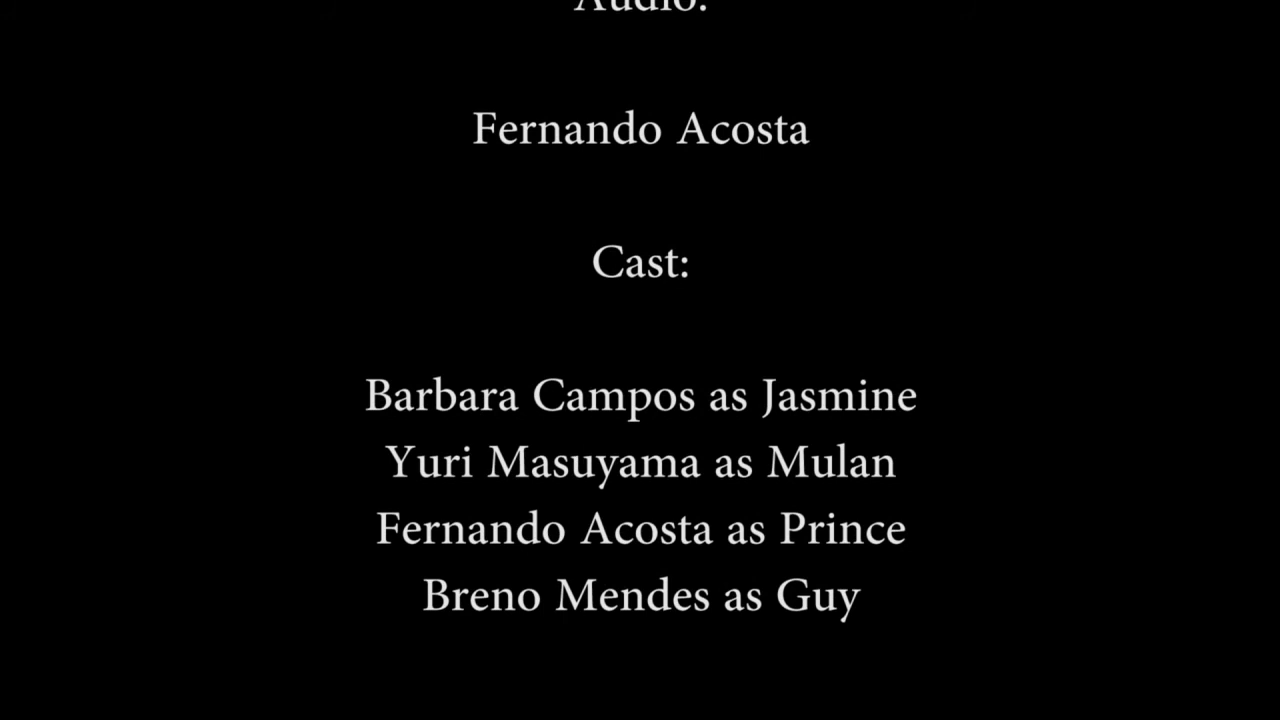 Audio:
Fernando Acosta
Cast:
Barbara Campos as Jasmine
Yuri Masuyama as Mulan
Fernando Acosta as Prince
Breno Mendes as Guy